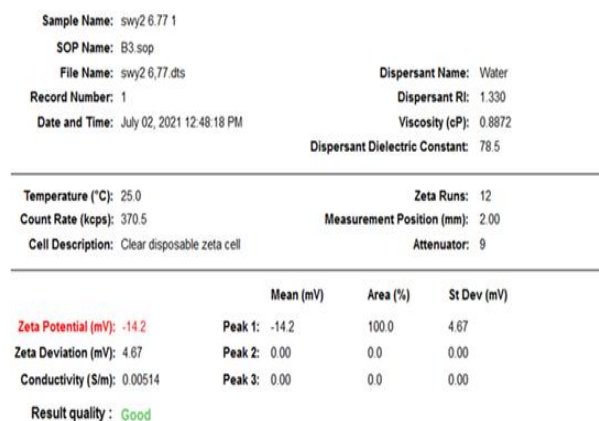 Sample Name: swy2 6.77 1
SOP Name: B3.sop
File Name: swy2 6,77.dts Dispersant Name: Water
Record Number: 1 Dispersant RI: 1.330
Date and Time: July 02, 2021 12:48:18 PM Viscosity (cP): 0.8872
Dispersant Dielectric Constant: 78.5
Temperature (°C): 25.0 Zeta Runs: 12
Count Rate (kcps): 370.5 Measurement Position (mm): 2.00
Cell Description: Clear disposable zeta cell Attenuator: 9
Mean (mV) Area (%) St Dev (mV)
Zeta Potential (mV): -14.2 Peak 1: -14.2 100.0 4.67
Zeta Deviation (mV): 4.67 Peak 2: 0.00 0.0 0.00
Conductivity (S/m): 0.00514 Peak 3: 0.00 0.0 0.00
Result quality : Good